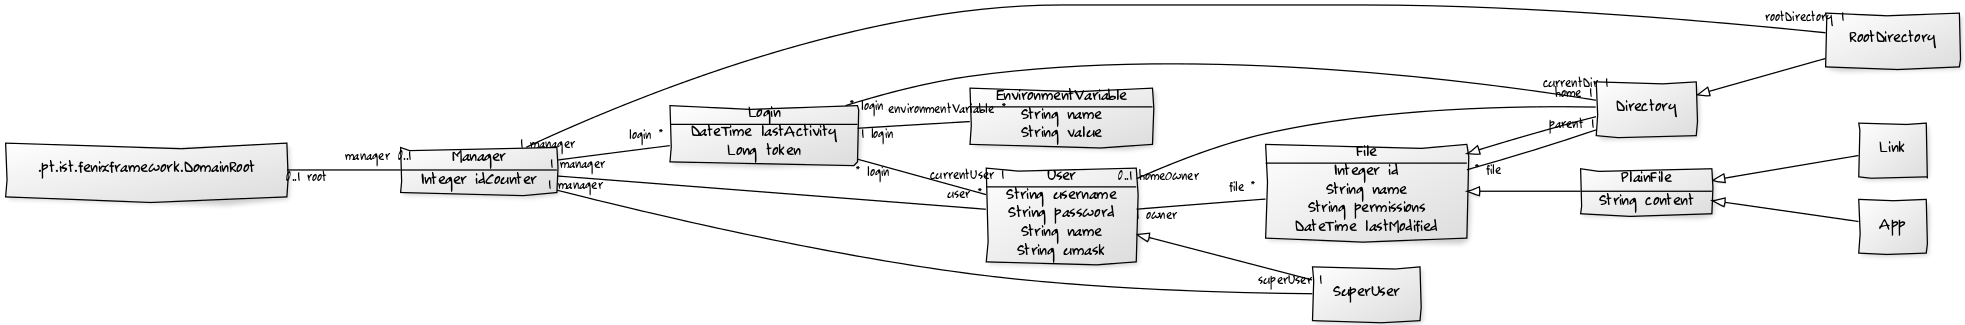 rootDirectory 1
RootDirectory
currentDir 1
home 1
Directory
EnvironmentVariable
String name
String value
* login
environmentVariable *
1 login
Login
DateTime lastActivity
Long token
login *
* login
.pt.ist.fenixframework.DomainRoot
0..1 root
manager 0..1
Manager
Integer idCounter
1 manager
1 manager
1 manager
currentUser 1
user *
User
String username
String password
String name
String umask
0..1 homeOwner
file *
owner
parent 1
* file
File
Integer id
String name
String permissions
DateTime lastModified
PlainFile
String content
Link
App
superUser 1
SuperUser